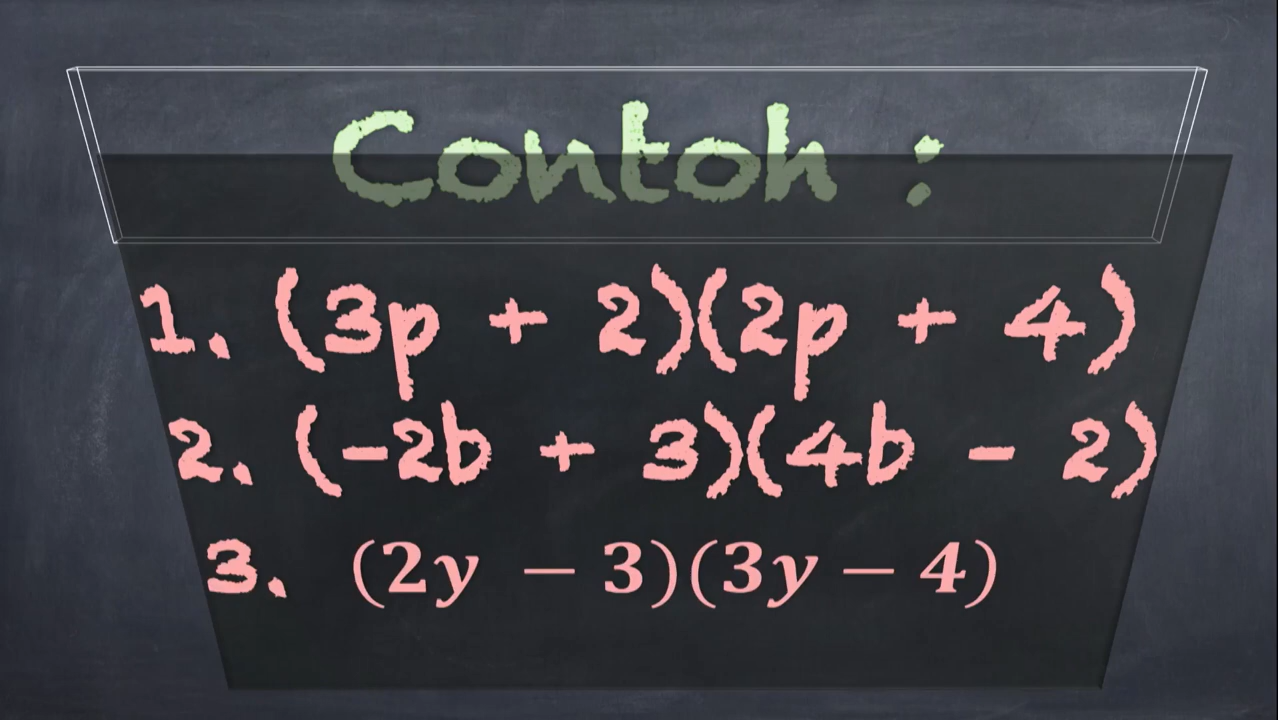 Contoh :
1. (3p + 2)(2p + 4)
2. (-2b + 3)(4b - 2)
3. (2y − 3)(3y − 4)